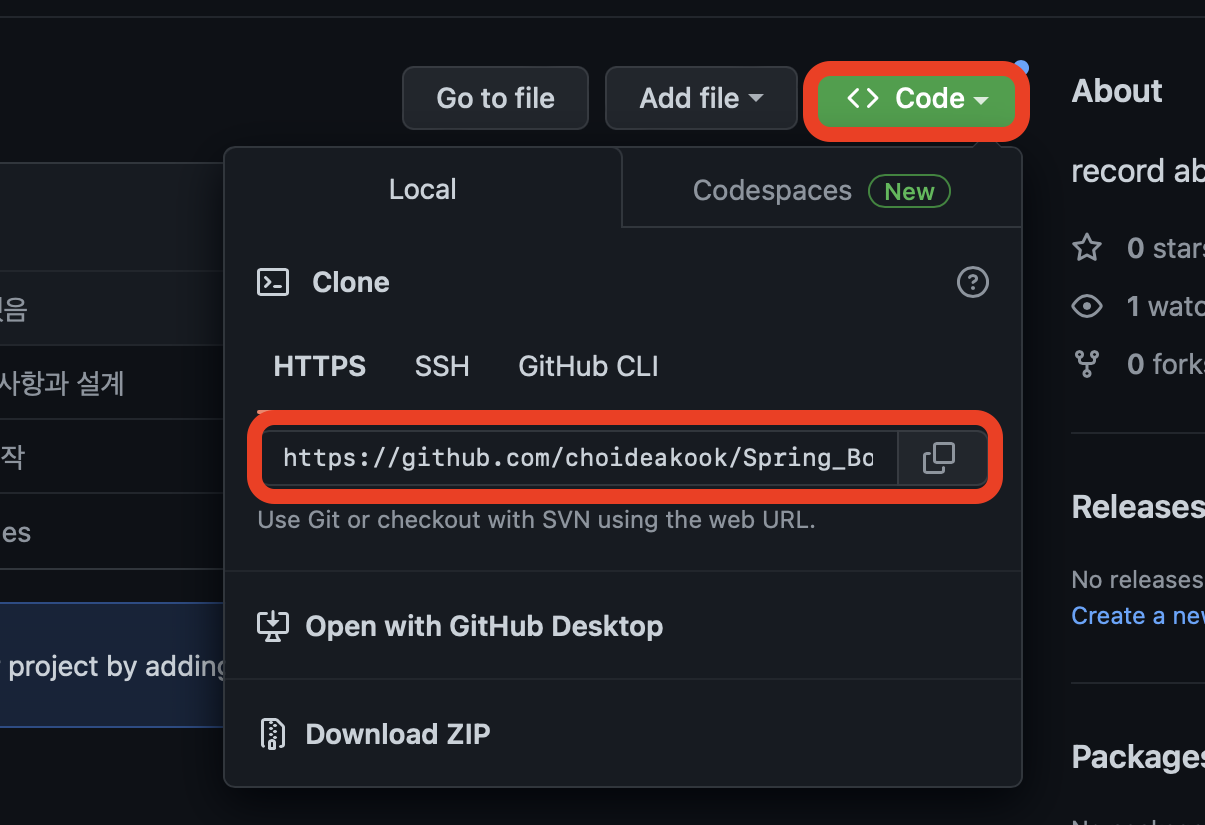 Go to file
Add file
Code
Local
Codespaces New
Clone
HTTPS SSH GitHub CLI
https://github.com/choideakook/Spring_Bo
Use Git or checkout with SVN using the web URL.
Open with GitHub Desktop
Download ZIP
음
사항과 설계
작
es
project by adding
About
record ab
0 stars
1 watc
0 forks
Releases
No releases
Create a new
Packages